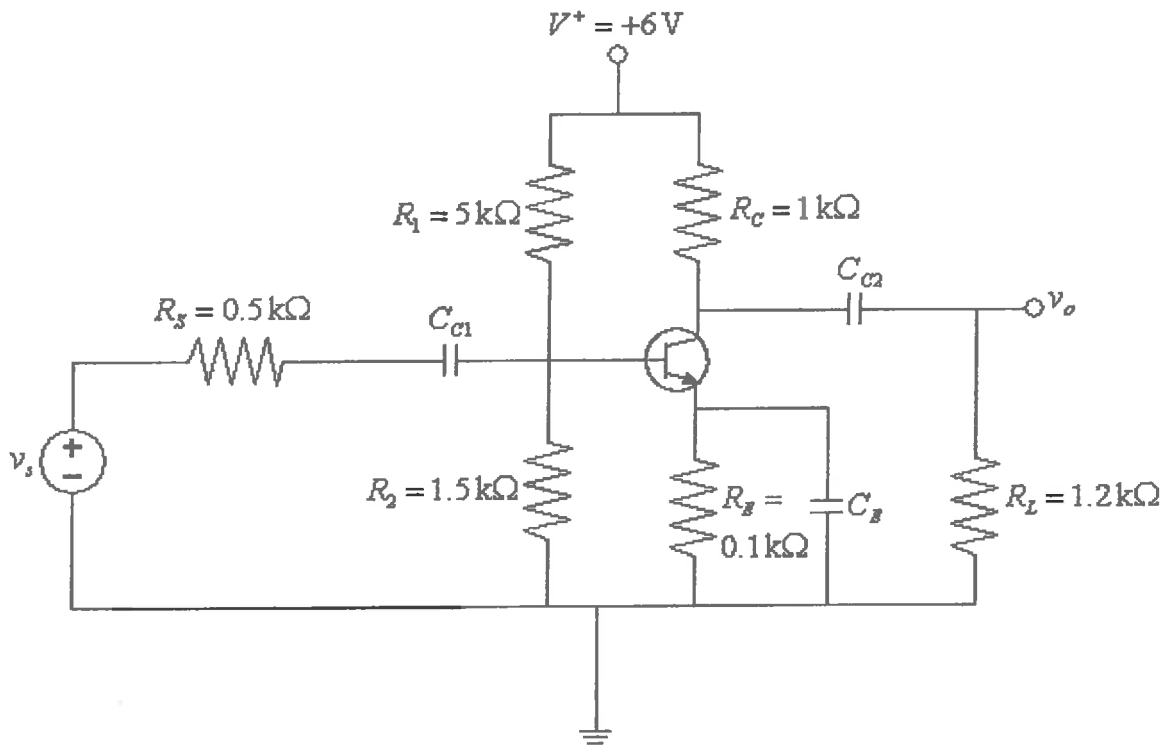 V⁺ = +6 V
R₁ = 5 kΩ
R_C = 1 kΩ
C_C2
v_o
R_S = 0.5 kΩ
C_C1
+
−
v_s
R₂ = 1.5 kΩ
R_E =
0.1 kΩ
C_E
R_L = 1.2 kΩ